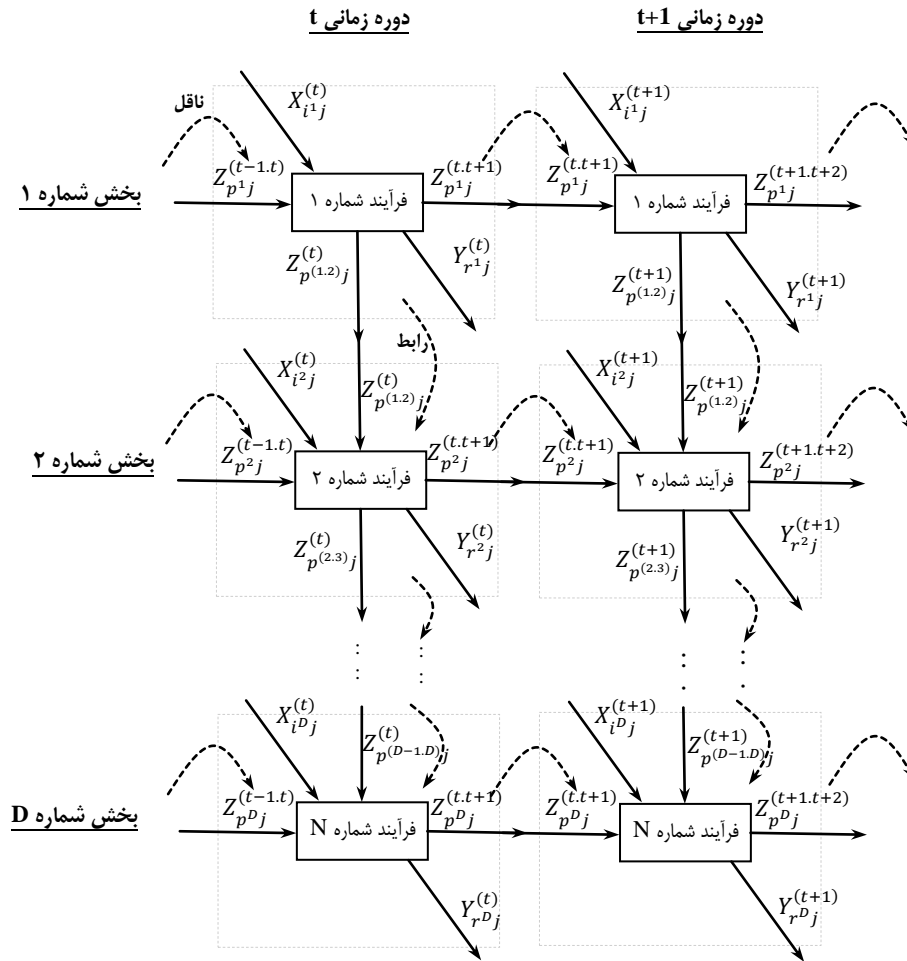 دوره زمانی t
دوره زمانی t+1
ناقل
X_{i^1 j}^{(t)}
X_{i^1 j}^{(t+1)}
بخش شماره ۱
Z_{p^1 j}^{(t-1.t)}
فرآیند شماره ۱
Z_{p^1 j}^{(t.t+1)}
Z_{p^1 j}^{(t.t+1)}
فرآیند شماره ۱
Z_{p^1 j}^{(t+1.t+2)}
Z_{p^{(1.2)} j}^{(t)}
Y_{r^1 j}^{(t)}
Z_{p^{(1.2)} j}^{(t+1)}
Y_{r^1 j}^{(t+1)}
رابط
X_{i^2 j}^{(t)}
Z_{p^{(1.2)} j}^{(t)}
X_{i^2 j}^{(t+1)}
Z_{p^{(1.2)} j}^{(t+1)}
بخش شماره ۲
Z_{p^2 j}^{(t-1.t)}
فرآیند شماره ۲
Z_{p^2 j}^{(t.t+1)}
Z_{p^2 j}^{(t.t+1)}
فرآیند شماره ۲
Z_{p^2 j}^{(t+1.t+2)}
Z_{p^{(2.3)} j}^{(t)}
Y_{r^2 j}^{(t)}
Z_{p^{(2.3)} j}^{(t+1)}
Y_{r^2 j}^{(t+1)}
X_{i^D j}^{(t)}
Z_{p^{(D-1.D)} j}^{(t)}
X_{i^D j}^{(t+1)}
Z_{p^{(D-1.D)} j}^{(t+1)}
بخش شماره D
Z_{p^D j}^{(t-1.t)}
فرآیند شماره N
Z_{p^D j}^{(t.t+1)}
Z_{p^D j}^{(t.t+1)}
فرآیند شماره N
Z_{p^D j}^{(t+1.t+2)}
Y_{r^D j}^{(t)}
Y_{r^D j}^{(t+1)}